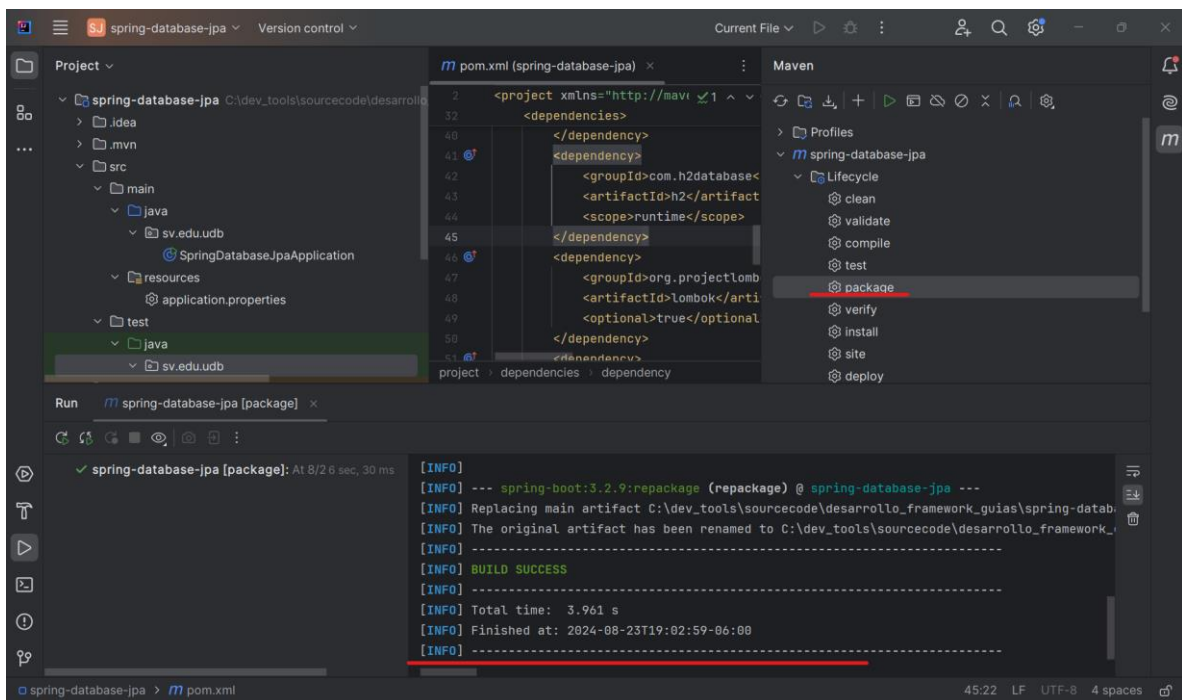 SJ spring-database-jpa Version control Current File
Project
spring-database-jpa C:\dev_tools\sourcecode\desarrollo
.idea
.mvn
src
main
java
sv.edu.udb
SpringDatabaseJpaApplication
resources
application.properties
test
java
sv.edu.udb
m pom.xml (spring-database-jpa)
2 <project xmlns="http://mave 1
32 <dependencies>
40 </dependency>
41 <dependency>
42 <groupId>com.h2database<
43 <artifactId>h2</artifact
44 <scope>runtime</scope>
45 </dependency>
46 <dependency>
47 <groupId>org.projectlomb
48 <artifactId>lombok</arti
49 <optional>true</optional
50 </dependency>
51 <dependency>
project > dependencies > dependency
Maven
Profiles
m spring-database-jpa
Lifecycle
clean
validate
compile
test
package
verify
install
site
deploy
m
Run m spring-database-jpa [package]
spring-database-jpa [package]: At 8/2 6 sec, 30 ms
[INFO]
[INFO] --- spring-boot:3.2.9:repackage (repackage) @ spring-database-jpa ---
[INFO] Replacing main artifact C:\dev_tools\sourcecode\desarrollo_framework_guias\spring-datab
[INFO] The original artifact has been renamed to C:\dev_tools\sourcecode\desarrollo_framework_
[INFO] ------------------------------------------------------------------------
[INFO] BUILD SUCCESS
[INFO] ------------------------------------------------------------------------
[INFO] Total time:  3.961 s
[INFO] Finished at: 2024-08-23T19:02:59-06:00
[INFO] ------------------------------------------------------------------------
spring-database-jpa > m pom.xml 45:22 LF UTF-8 4 spaces